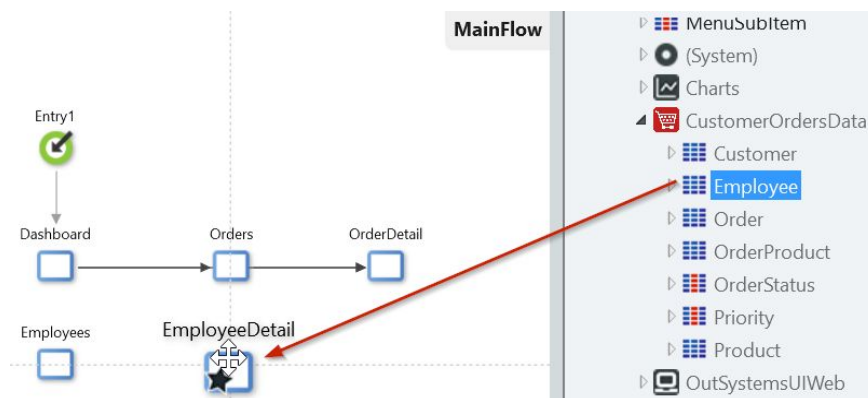 MainFlow
Entry1
Dashboard
Orders
OrderDetail
Employees
EmployeeDetail
MenuSubItem
(System)
Charts
CustomerOrdersData
Customer
Employee
Order
OrderProduct
OrderStatus
Priority
Product
OutSystemsUIWeb